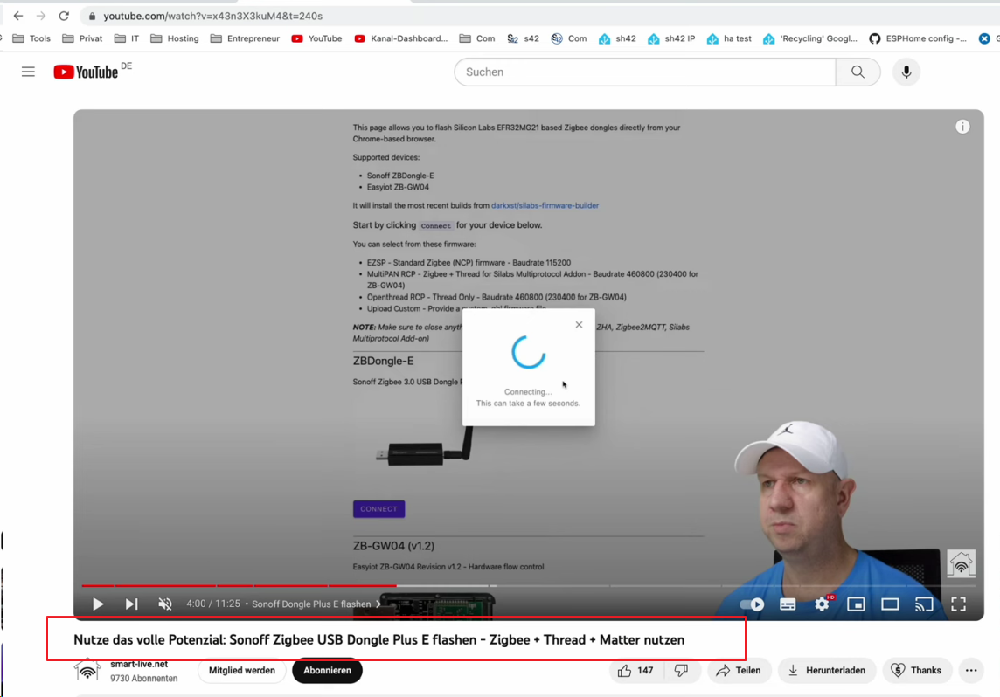 youtube.com/watch?v=x43n3X3kuM4&t=240s
Tools Privat IT Hosting Entrepreneur YouTube Kanal-Dashboard... Com s42 Com sh42 sh42 IP ha test 'Recycling' Googl... ESPHome config -...
YouTube DE
Suchen
This page allows you to flash Silicon Labs EFR32MG21 based Zigbee dongles directly from your
Chrome-based browser.
Supported devices:
• Sonoff ZBDongle-E
• Easyiot ZB-GW04
It will install the most recent builds from darkxst/silabs-firmware-builder
Start by clicking Connect for your device below.
You can select from these firmware:
• EZSP - Standard Zigbee (NCP) firmware - Baudrate 115200
• MultiPAN RCP - Zigbee + Thread for Silabs Multiprotocol Addon - Baudrate 460800 (230400 for
ZB-GW04)
• Openthread RCP - Thread Only - Baudrate 460800 (230400 for ZB-GW04)
• Upload Custom - Provide a
NOTE: Make sure to close ZHA, Zigbee2MQTT, Silabs
Multiprotocol Add-on)
ZBDongle-E
Sonoff Zigbee 3.0 USB Dongle
Connecting...
This can take a few seconds.
CONNECT
ZB-GW04 (v1.2)
Easyiot ZB-GW04 Revision v1.2 - Hardware flow control
4:00 / 11:25 • Sonoff Dongle Plus E flashen
HD
Nutze das volle Potenzial: Sonoff Zigbee USB Dongle Plus E flashen - Zigbee + Thread + Matter nutzen
smart-live.net
9730 Abonnenten
Mitglied werden
Abonnieren
147
Teilen
Herunterladen
Thanks